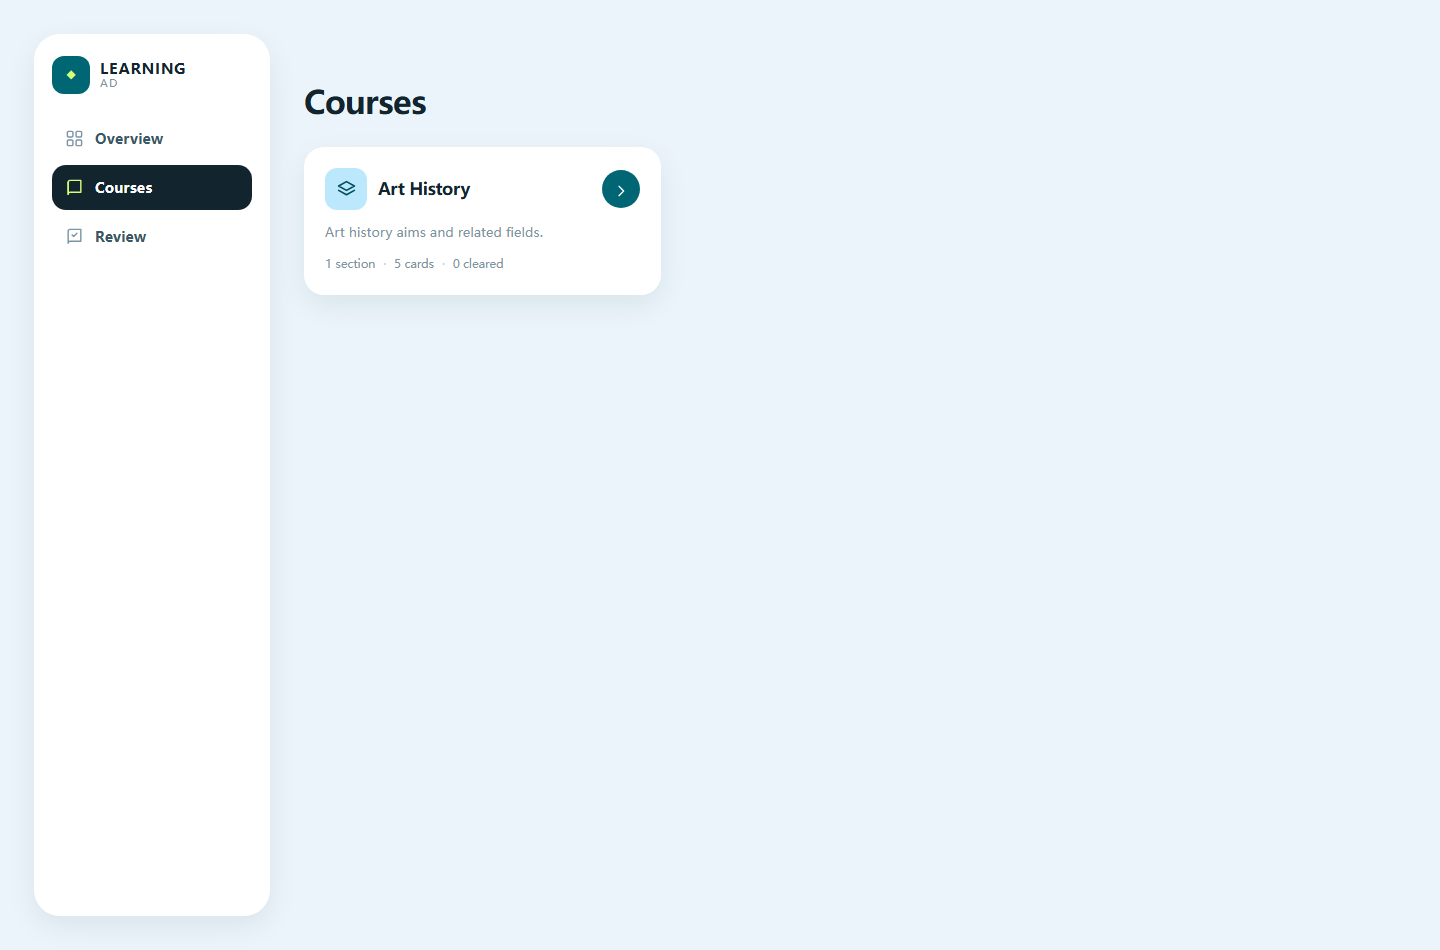 LEARNING
AD
Overview
Courses
Review
Courses
Art History
Art history aims and related fields.
1 section · 5 cards · 0 cleared